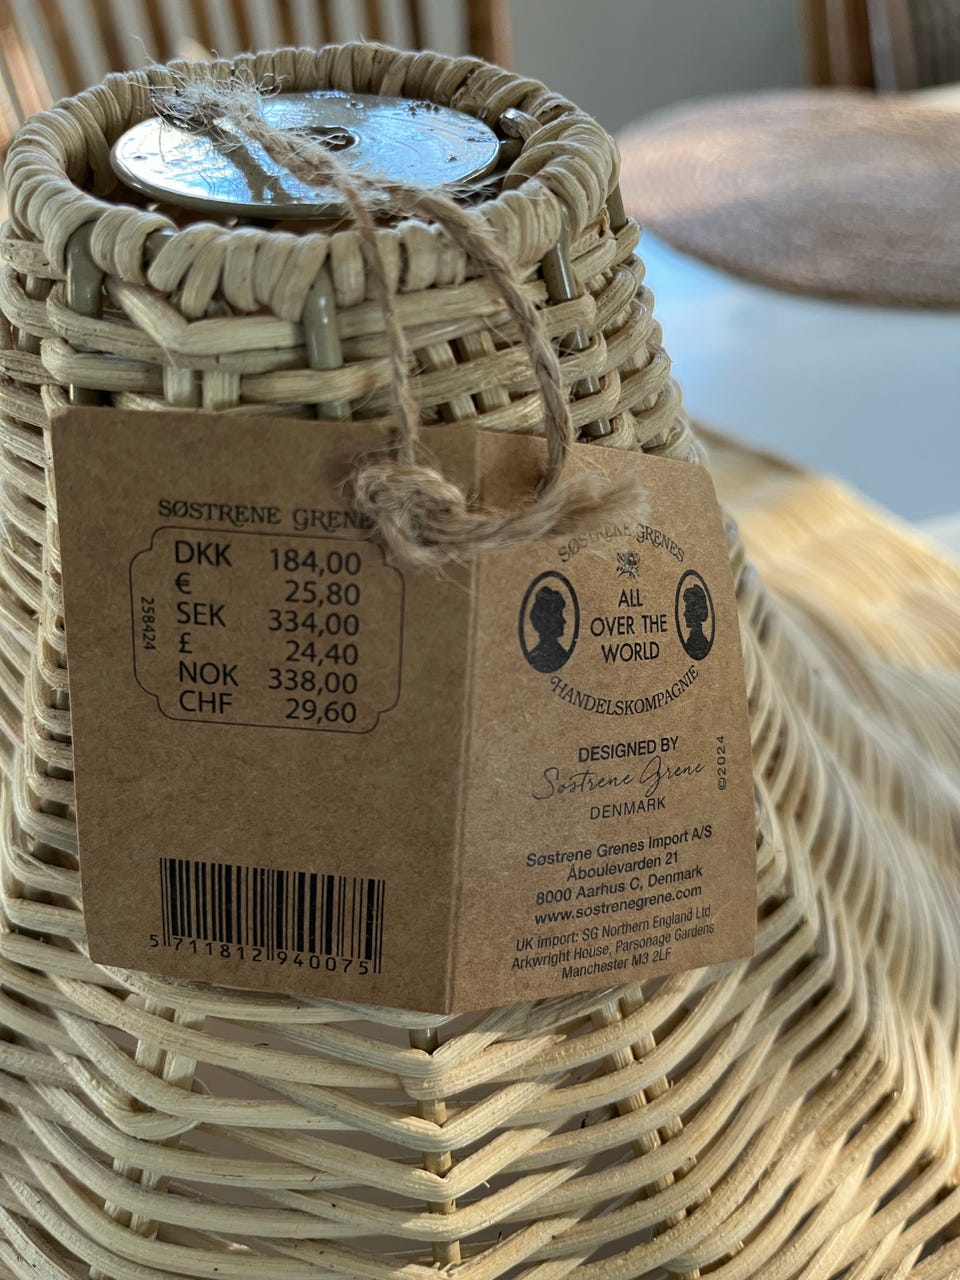 SØSTRENE GRENE
DKK 184,00
€ 25,80
SEK 334,00
£ 24,40
NOK 338,00
CHF 29,60
258424
5 711812 940075
SØSTRENE GRENES
ALL
OVER THE
WORLD
HANDELSKOMPAGNIE
DESIGNED BY
Søstrene Grene
DENMARK
©2024
Søstrene Grenes Import A/S
Åboulevarden 21
8000 Aarhus C, Denmark
www.sostrenegrene.com
UK import: SG Northern England Ltd,
Arkwright House, Parsonage Gardens
Manchester M3 2LF